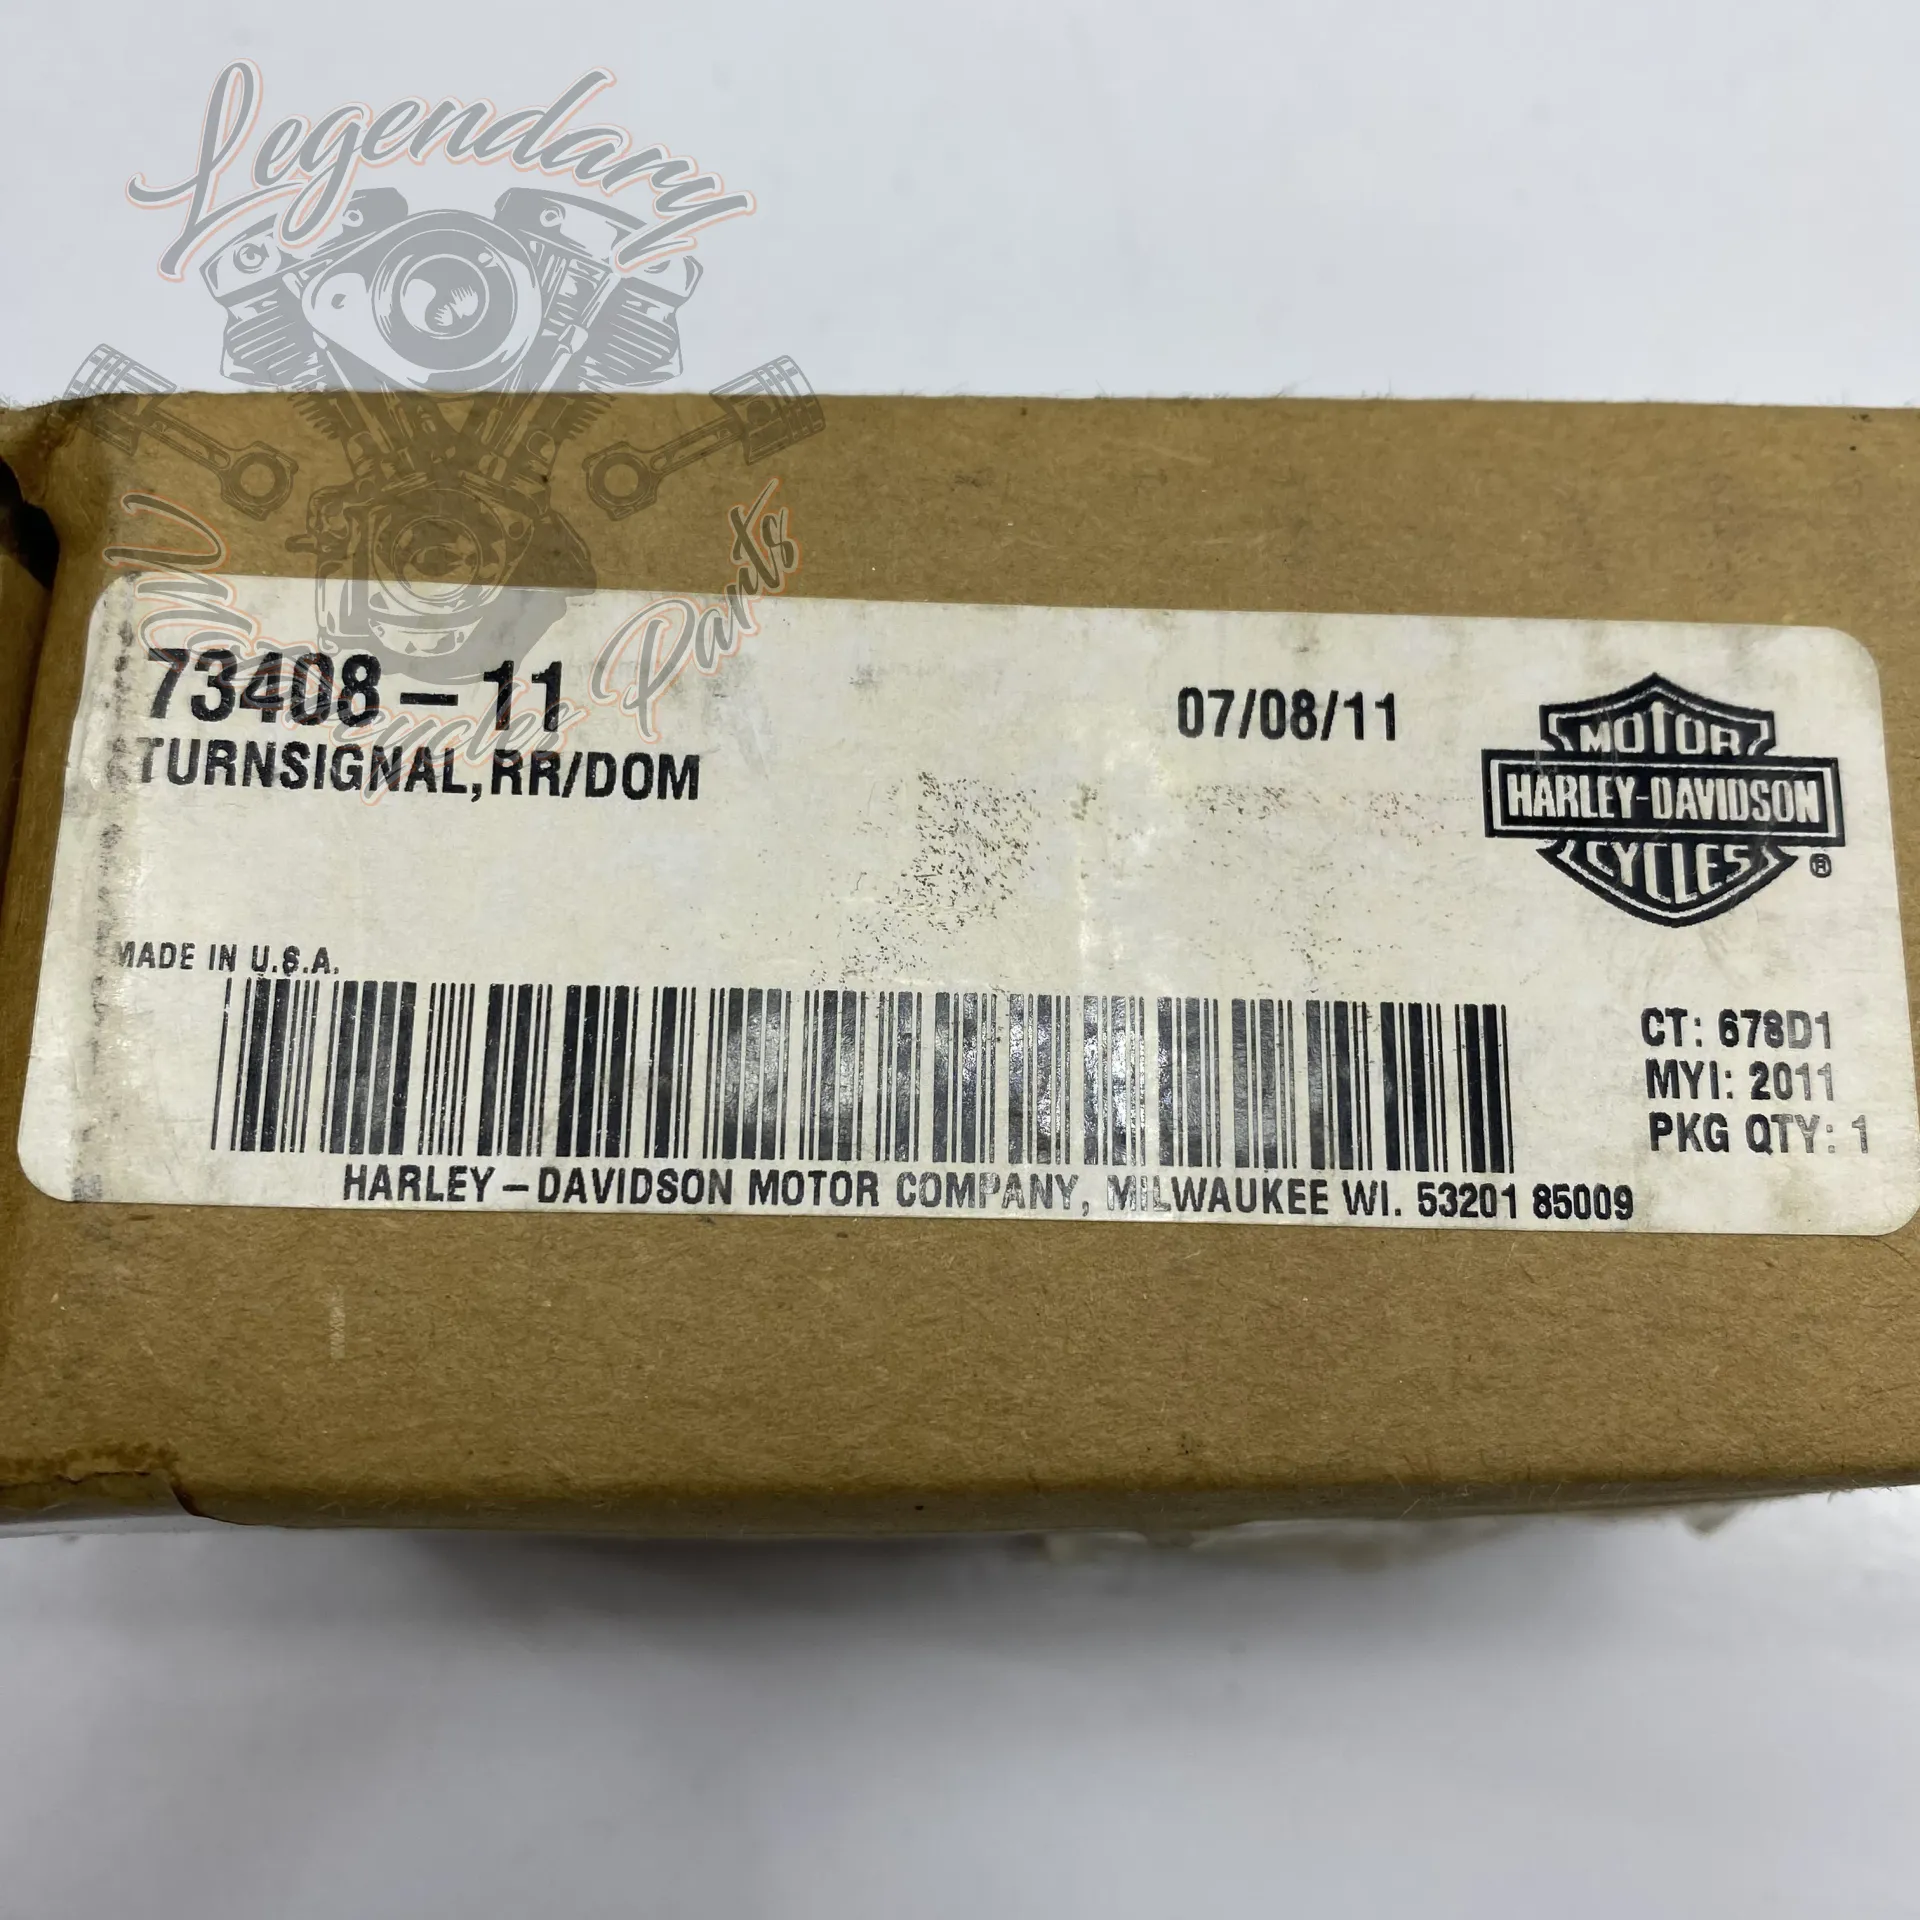 Legendary
Motorcycles Parts
73408-11
07/08/11
TURNSIGNAL,RR/DOM
MOTOR
HARLEY-DAVIDSON
CYCLES
®
MADE IN U.S.A.
CT: 678D1
MYI: 2011
PKG QTY: 1
HARLEY-DAVIDSON MOTOR COMPANY, MILWAUKEE WI. 53201 85009